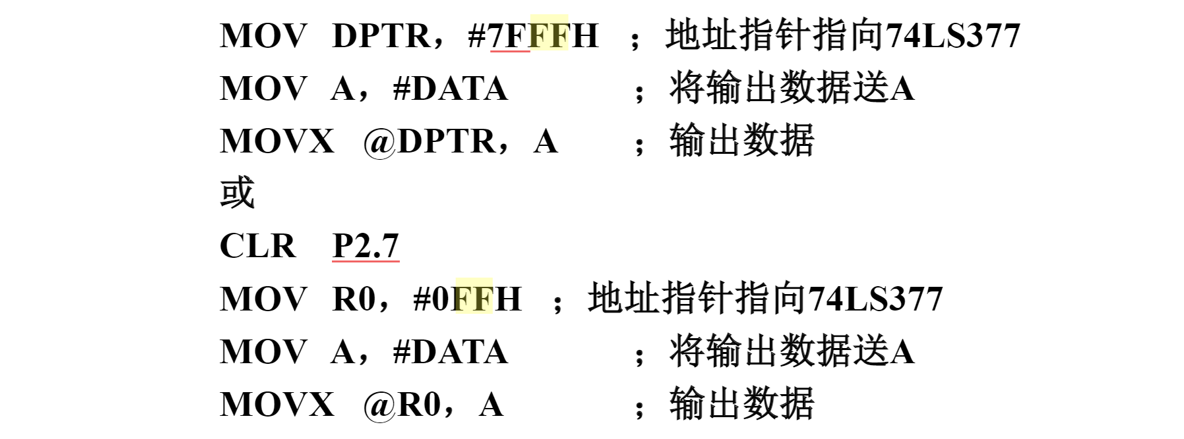 MOV DPTR，#7FFFH ；地址指针指向74LS377
MOV A，#DATA ；将输出数据送A
MOVX @DPTR，A ；输出数据
或
CLR P2.7
MOV R0，#0FFH ；地址指针指向74LS377
MOV A，#DATA ；将输出数据送A
MOVX @R0，A ；输出数据